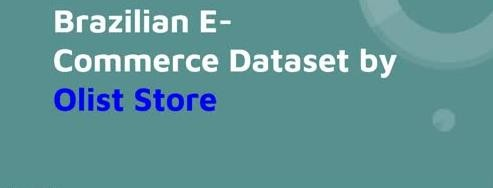 Brazilian E-
Commerce Dataset by
Olist Store